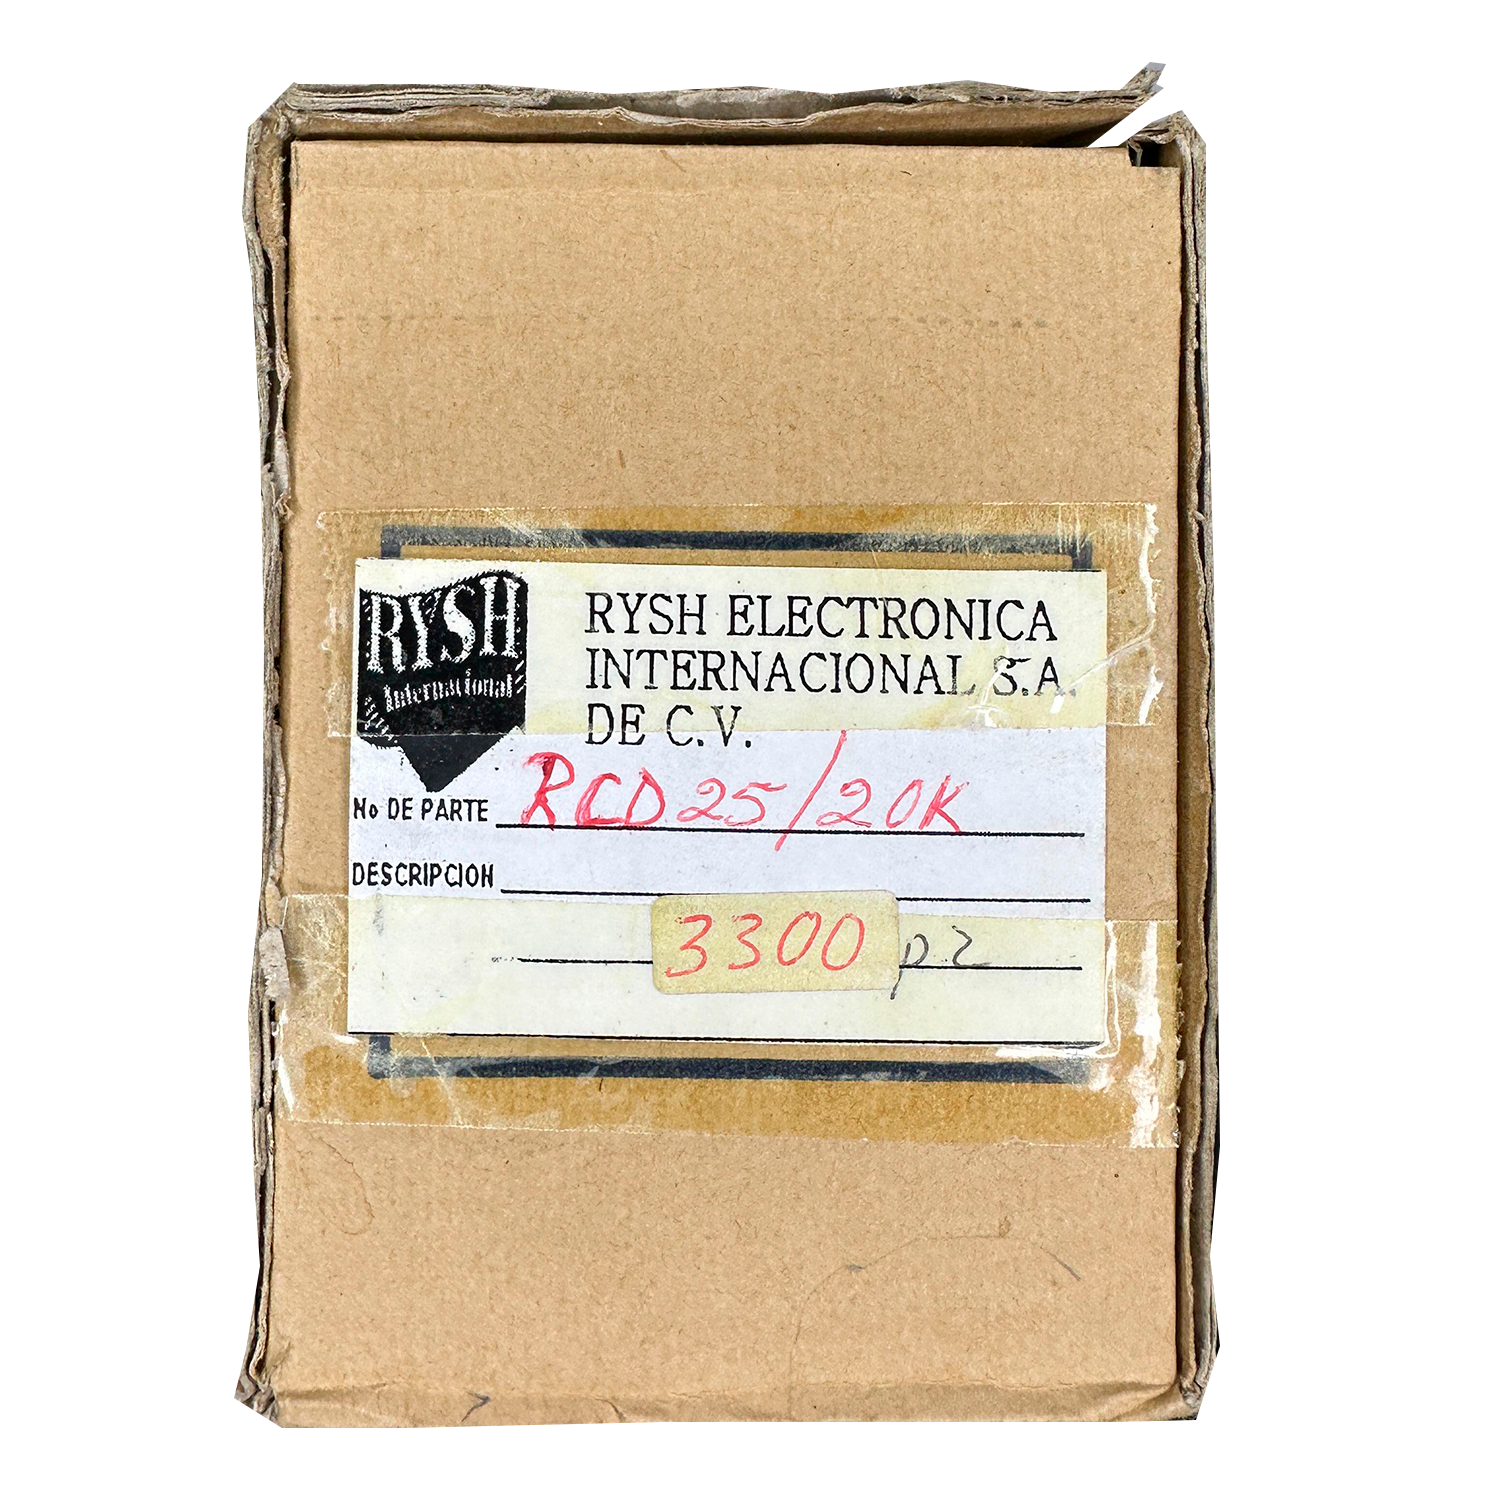 RYSH
Internacional
RYSH ELECTRONICA
INTERNACIONAL S.A.
DE C.V.
No DE PARTE RCD25/20K
DESCRIPCION
3300 pz